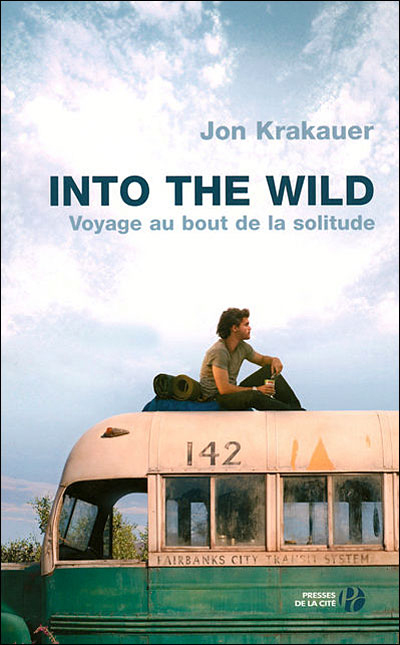 Jon Krakauer
INTO THE WILD
Voyage au bout de la solitude
142
FAIRBANKS CITY TRANSIT SYSTEM
PRESSES
DE LA CITÉ